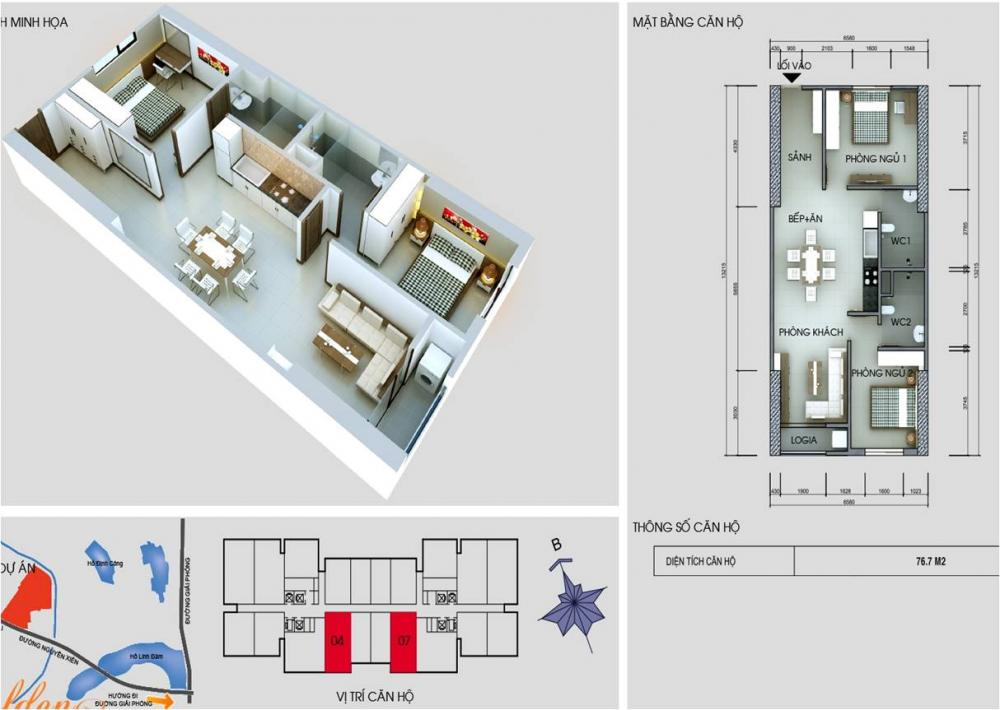 H MINH HỌA
MẶT BẰNG CĂN HỘ
6580
430 900 2103 1600 1548
LỐI VÀO
SẢNH
PHÒNG NGỦ 1
BẾP+ĂN
WC1
WC2
PHÒNG KHÁCH
PHÒNG NGỦ 2
LOGIA
4330
5855
3030
13215
3715
2765
2700
3745
13215
430 1900 1628 1600 1023
6580
THÔNG SỐ CĂN HỘ
DIỆN TÍCH CĂN HỘ 76.7 M2
DỰ ÁN
Hồ Định Công
ĐƯỜNG GIẢI PHÓNG
ĐƯỜNG NGUYỄN XIỂN
Hồ Linh Đàm
HƯỚNG ĐI
ĐƯỜNG GIẢI PHÓNG
04
07
VỊ TRÍ CĂN HỘ
B